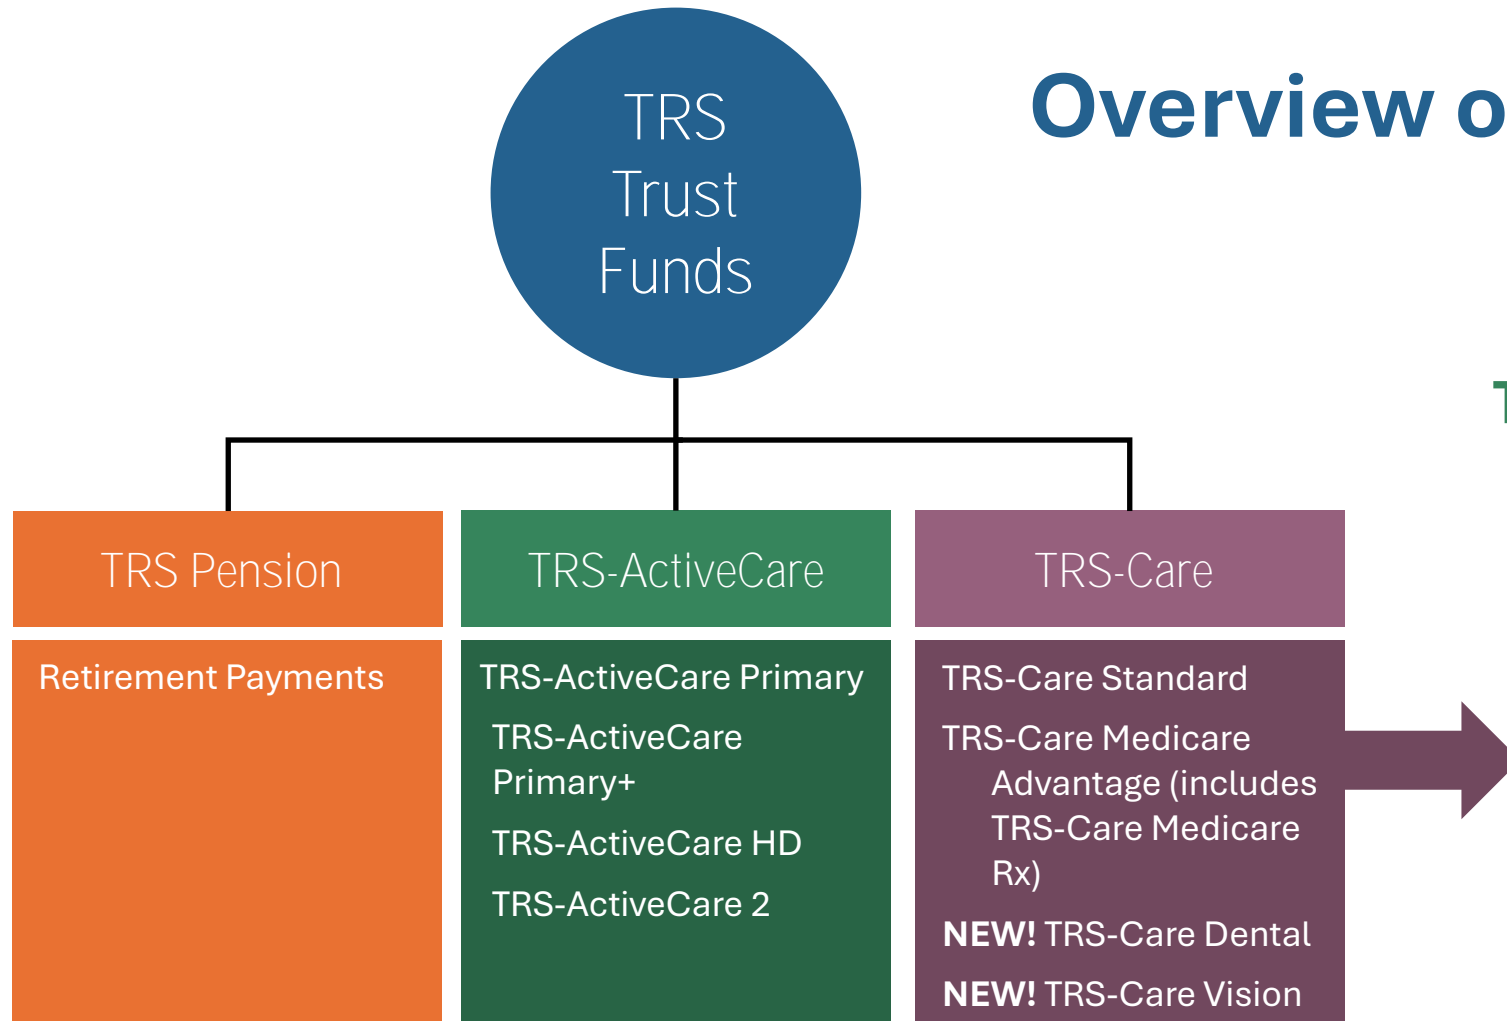 TRS
Trust
Funds
Overview o
T
TRS Pension
Retirement Payments
TRS-ActiveCare
TRS-ActiveCare Primary
TRS-ActiveCare
Primary+
TRS-ActiveCare HD
TRS-ActiveCare 2
TRS-Care
TRS-Care Standard
TRS-Care Medicare
Advantage (includes
TRS-Care Medicare
Rx)
NEW! TRS-Care Dental
NEW! TRS-Care Vision